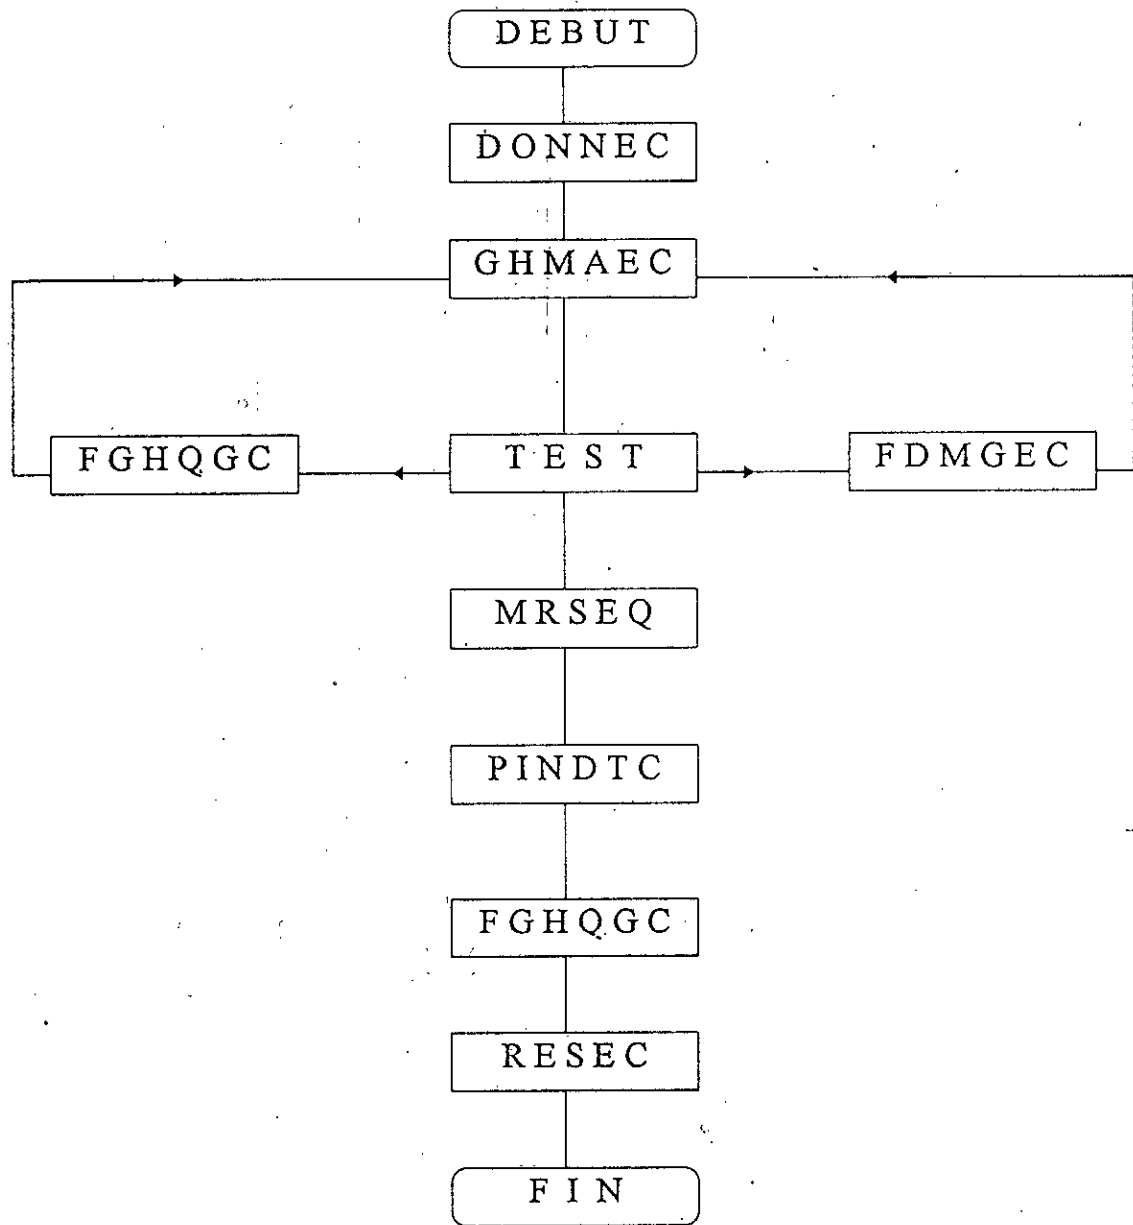 DEBUT
DONNEC
GHMAEC
FGHQGC
TEST
FDMGEC
MRSEQ
PINDTC
FGHQGC
RESEC
FIN